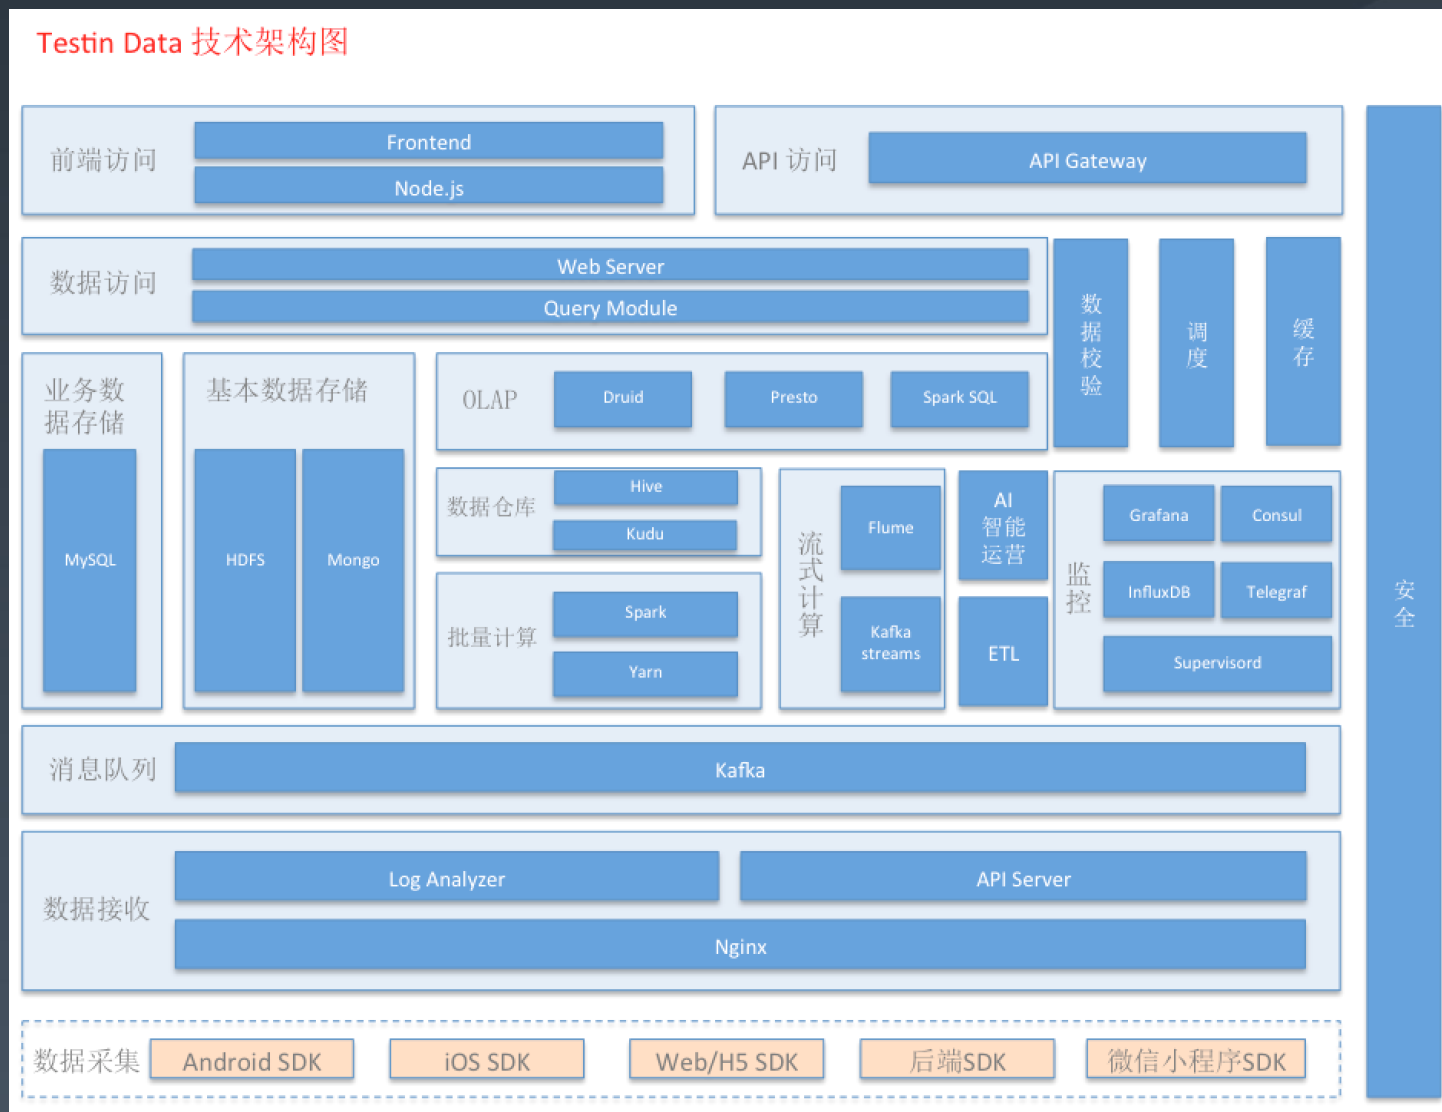 Testin Data 技术架构图
前端访问
Frontend
Node.js
API 访问
API Gateway
数据访问
Web Server
Query Module
数
据
校
验
调
度
缓
存
业务数
据存储
MySQL
基本数据存储
HDFS
Mongo
OLAP
Druid
Presto
Spark SQL
数据仓库
Hive
Kudu
批量计算
Spark
Yarn
流
式
计
算
Flume
Kafka
streams
AI
智能
运营
ETL
监
控
Grafana
Consul
InfluxDB
Telegraf
Supervisord
安
全
消息队列
Kafka
数据接收
Log Analyzer
API Server
Nginx
数据采集
Android SDK
iOS SDK
Web/H5 SDK
后端SDK
微信小程序SDK